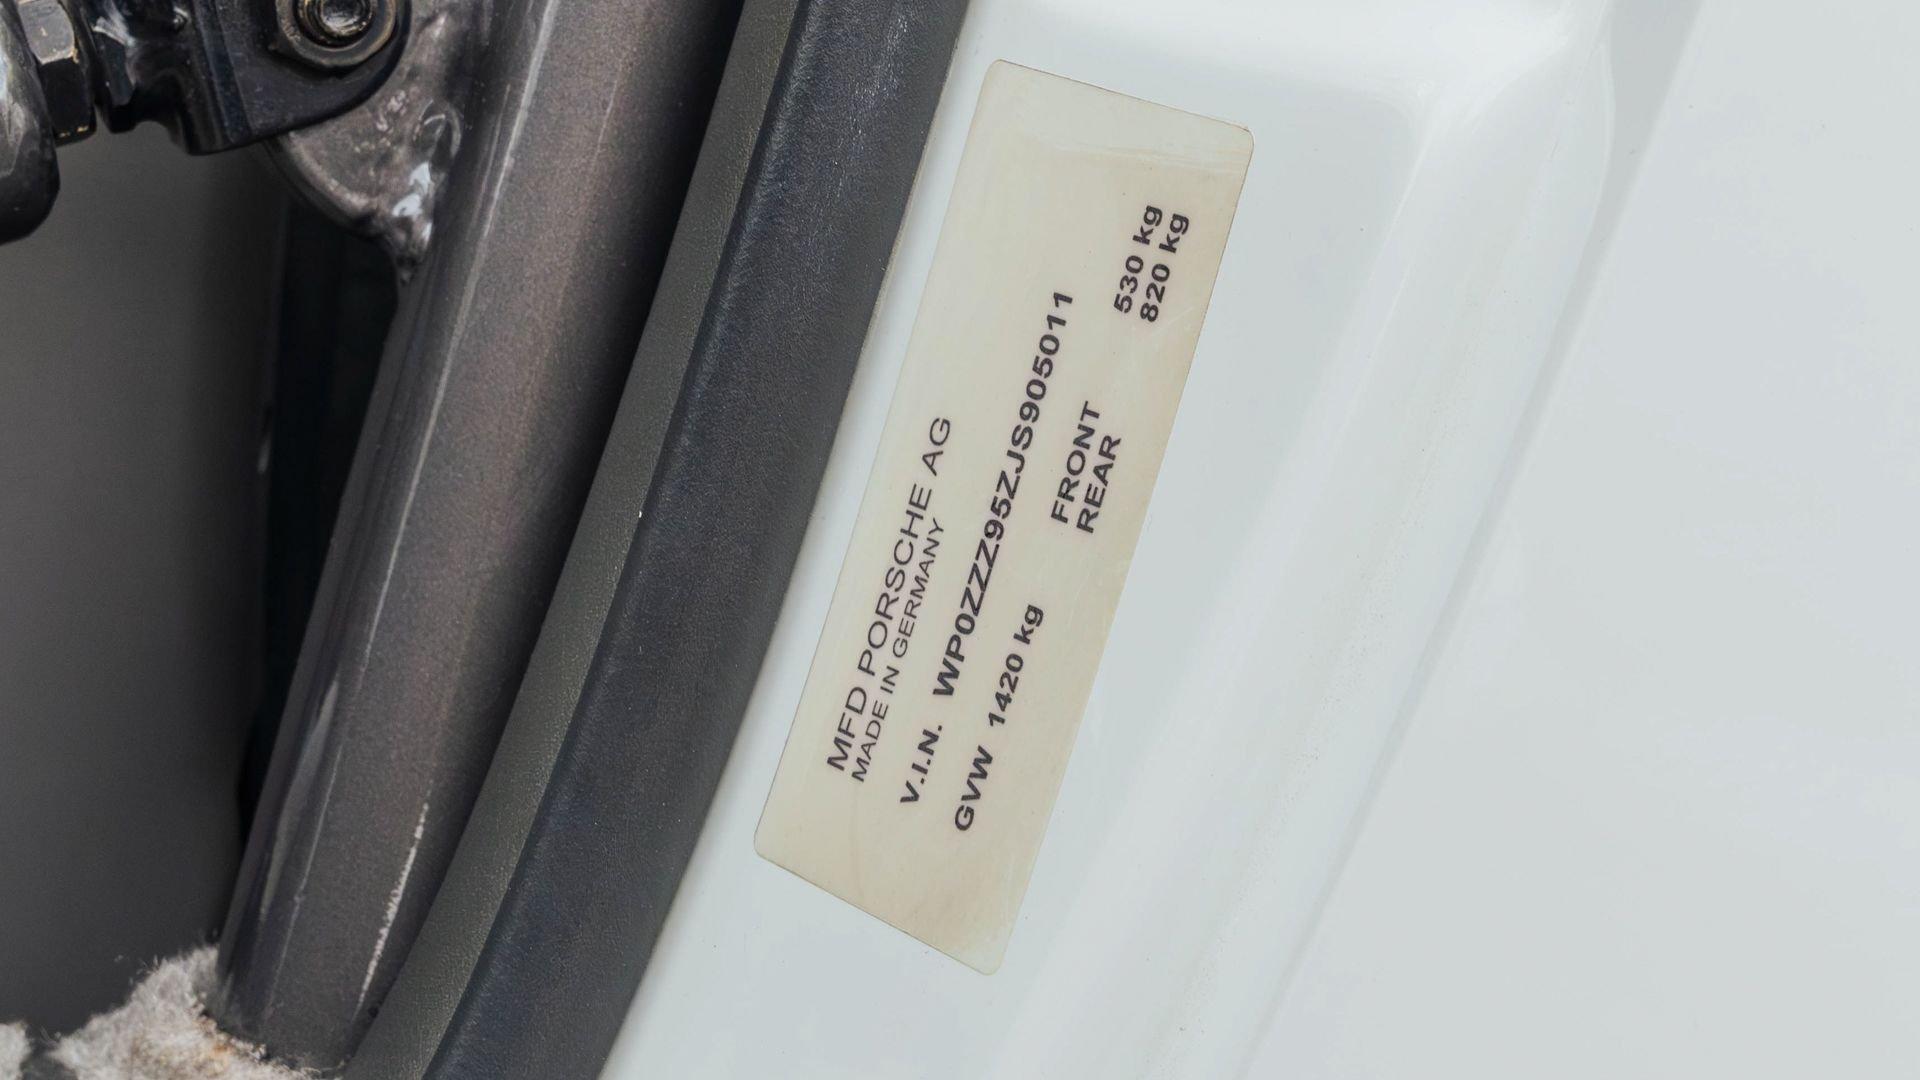 MFD PORSCHE AG
MADE IN GERMANY
V.I.N. WP0ZZZ95ZJS905011
GVW 1420 kg
FRONT 530 kg
REAR 820 kg